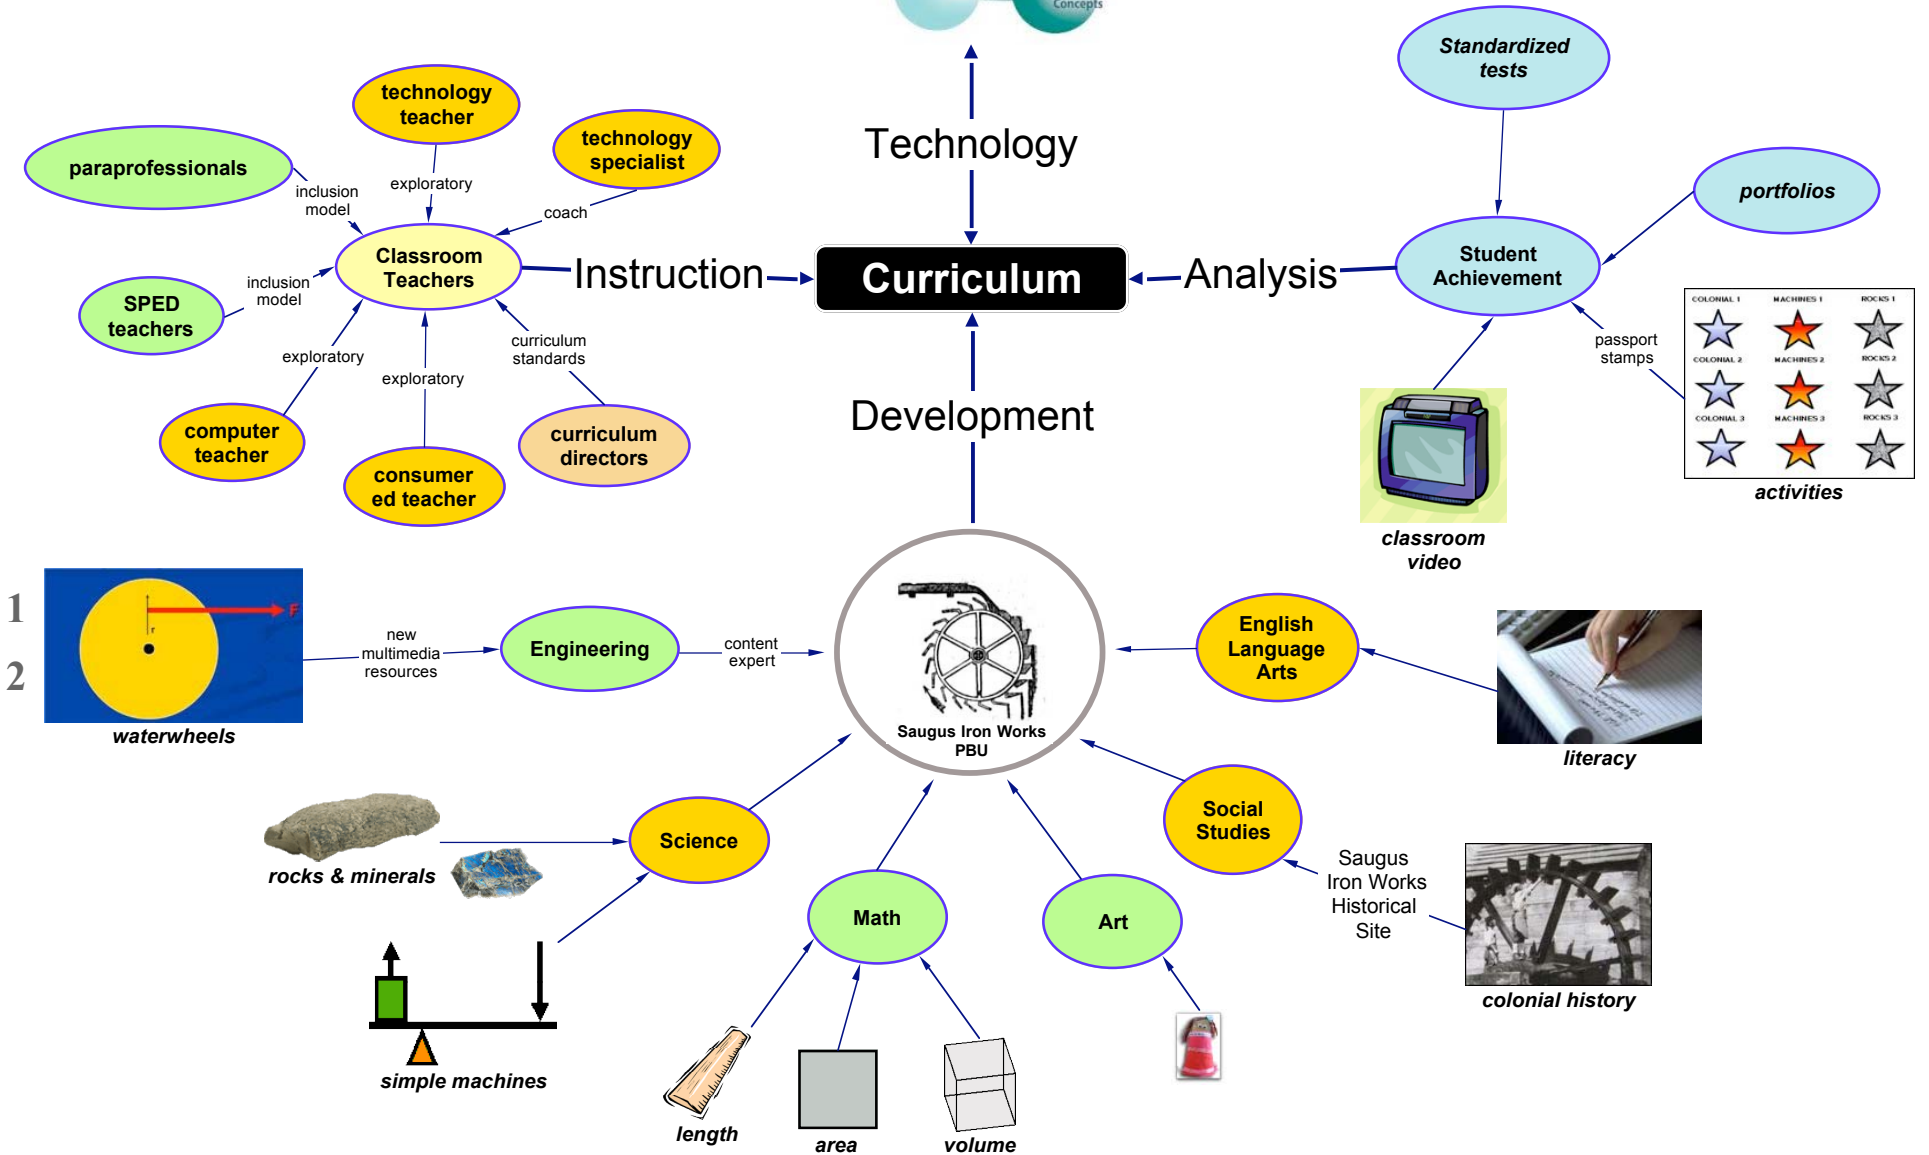 Concepts
Standardized
tests
technology
teacher
technology
specialist
Technology
paraprofessionals
inclusion
model
exploratory
coach
portfolios
Classroom
Teachers
Instruction
Curriculum
Analysis
Student
Achievement
SPED
teachers
inclusion
model
exploratory
exploratory
curriculum
standards
passport
stamps
COLONIAL 1
MACHINES 1
ROCKS 1
COLONIAL 2
MACHINES 2
ROCKS 2
COLONIAL 3
MACHINES 3
ROCKS 3
activities
Development
computer
teacher
consumer
ed teacher
curriculum
directors
classroom
video
1
2
F
r
waterwheels
new
multimedia
resources
Engineering
content
expert
Saugus Iron Works
PBU
English
Language
Arts
literacy
rocks & minerals
Science
Social
Studies
Saugus
Iron Works
Historical
Site
colonial history
Math
Art
simple machines
length
area
volume